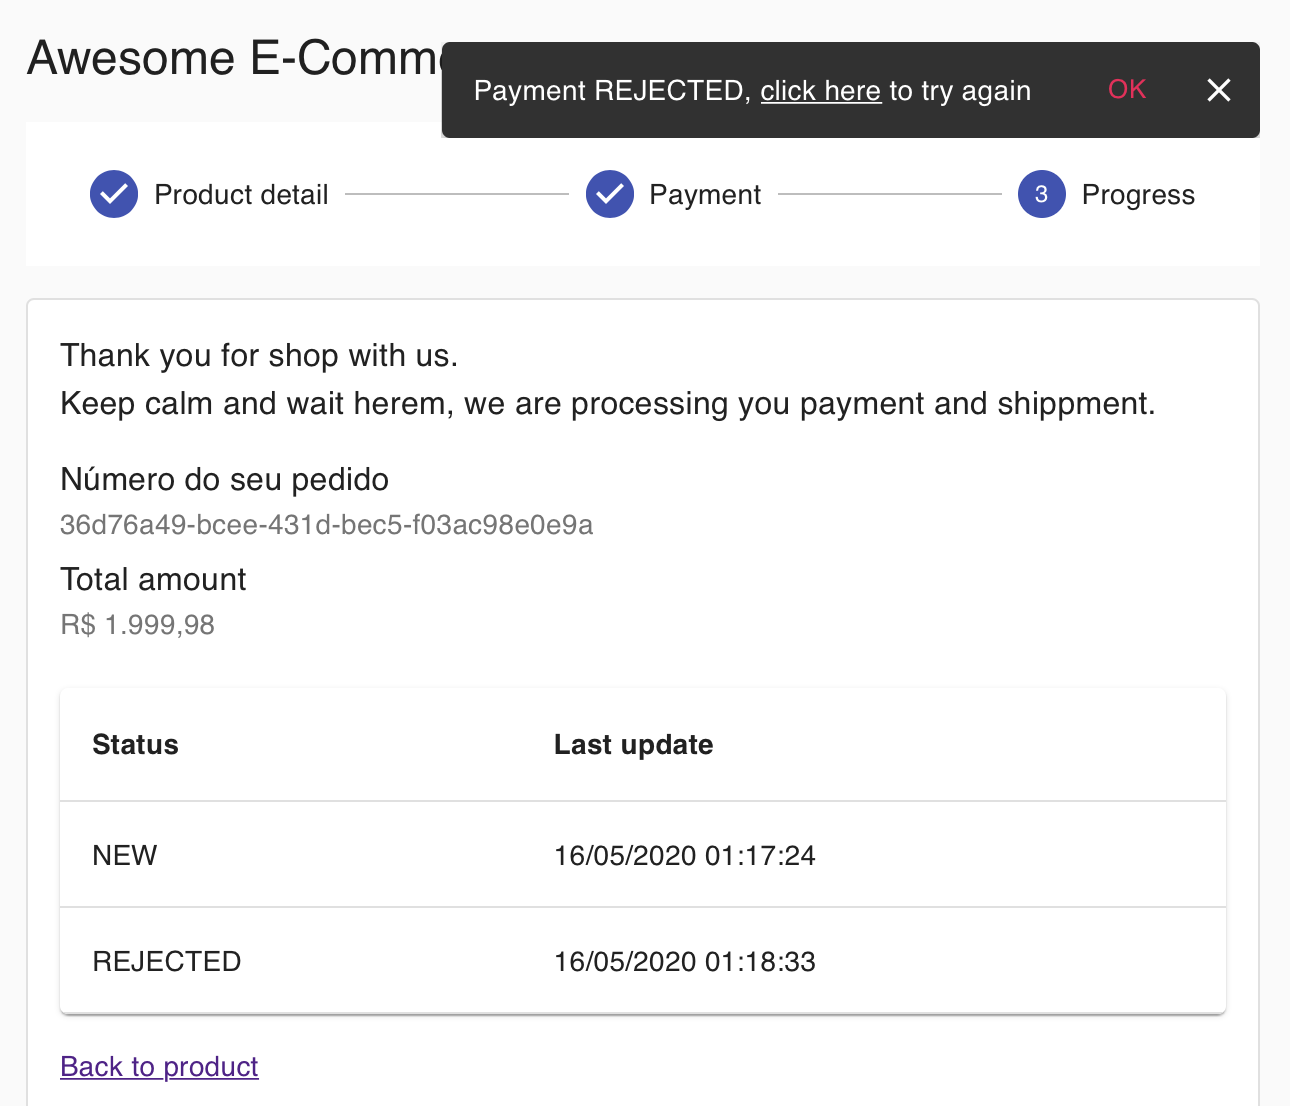 Awesome E-Comm
Payment REJECTED, click here to try again OK
Product detail
Payment
3 Progress
Thank you for shop with us.
Keep calm and wait herem, we are processing you payment and shippment.
Número do seu pedido
36d76a49-bcee-431d-bec5-f03ac98e0e9a
Total amount
R$ 1.999,98
Status Last update
NEW 16/05/2020 01:17:24
REJECTED 16/05/2020 01:18:33
Back to product